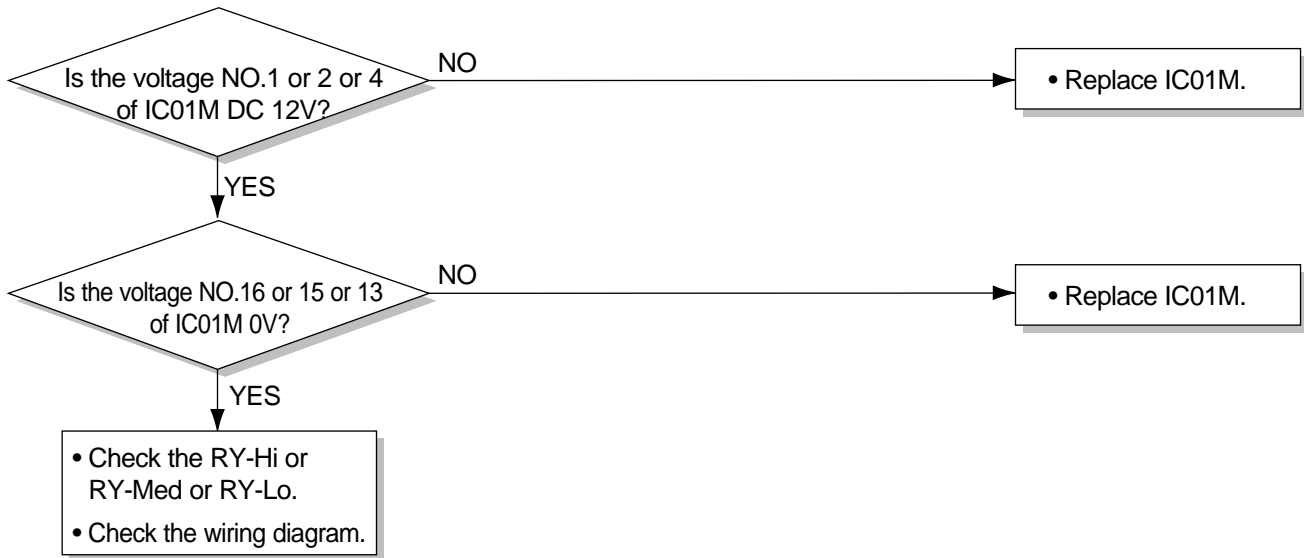 Is the voltage NO.1 or 2 or 4
of IC01M DC 12V?
NO
• Replace IC01M.
YES
Is the voltage NO.16 or 15 or 13
of IC01M 0V?
NO
• Replace IC01M.
YES
• Check the RY-Hi or
RY-Med or RY-Lo.
• Check the wiring diagram.